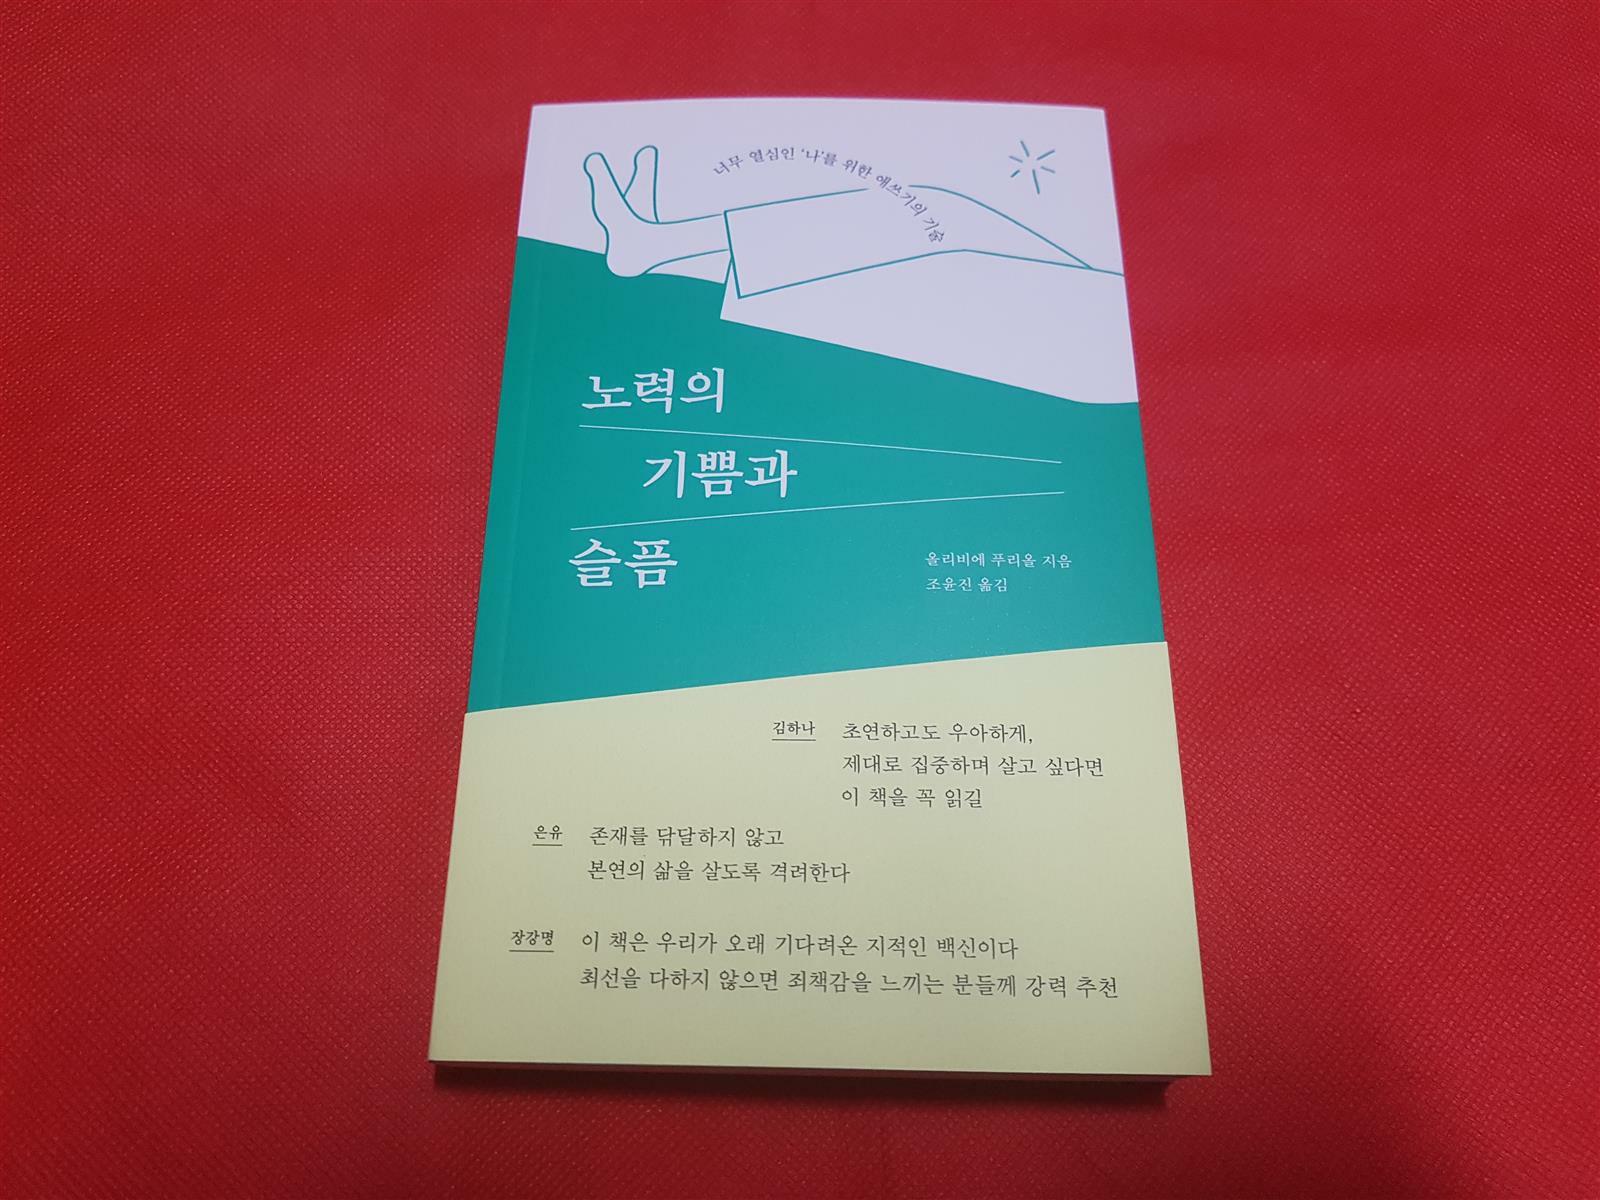 너무 열심인 '나'를 위한 애쓰기의 기술
노력의
기쁨과
슬픔
올리비에 푸리올 지음
조윤진 옮김
김하나 초연하고도 우아하게,
제대로 집중하며 살고 싶다면
이 책을 꼭 읽길
은유 존재를 닦달하지 않고
본연의 삶을 살도록 격려한다
장강명 이 책은 우리가 오래 기다려온 지적인 백신이다
최선을 다하지 않으면 죄책감을 느끼는 분들께 강력 추천